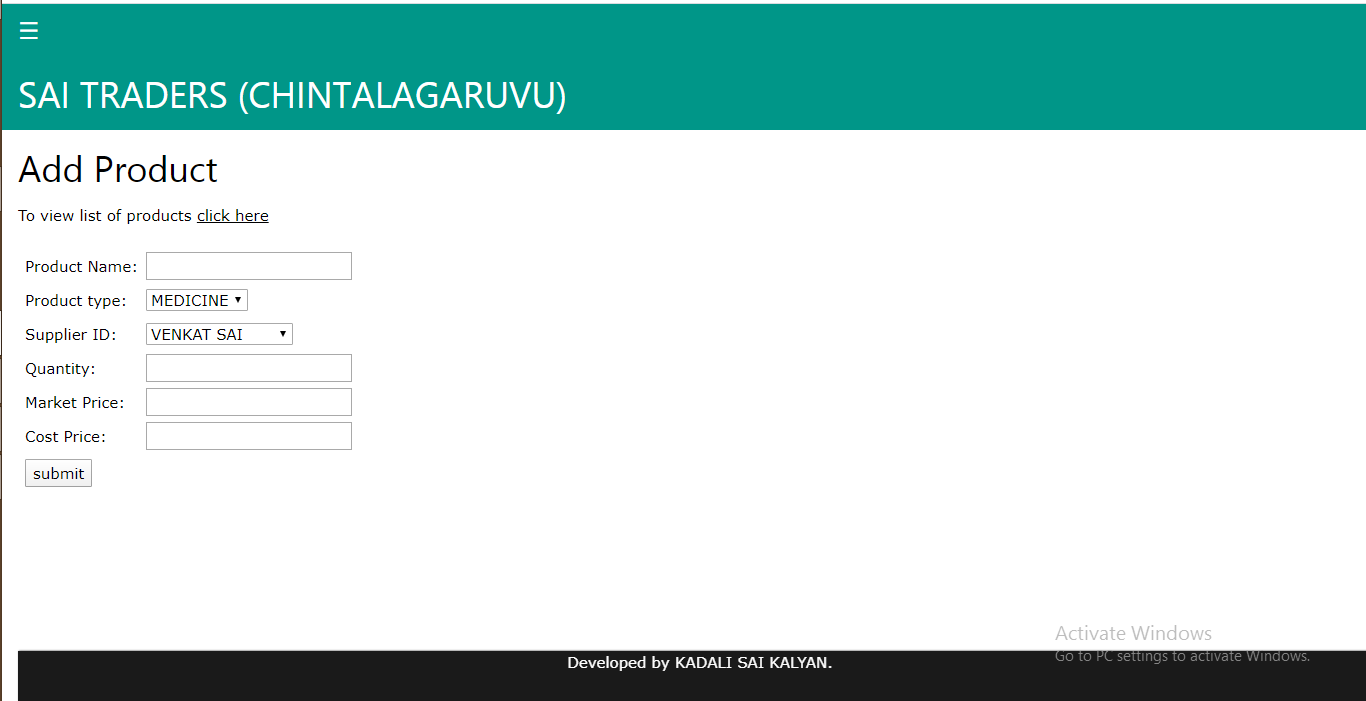 ☰
SAI TRADERS (CHINTALAGARUVU)
Add Product
To view list of products click here
Product Name:
Product type: MEDICINE
Supplier ID: VENKAT SAI
Quantity:
Market Price:
Cost Price:
submit
Activate Windows
Go to PC settings to activate Windows.
Developed by KADALI SAI KALYAN.